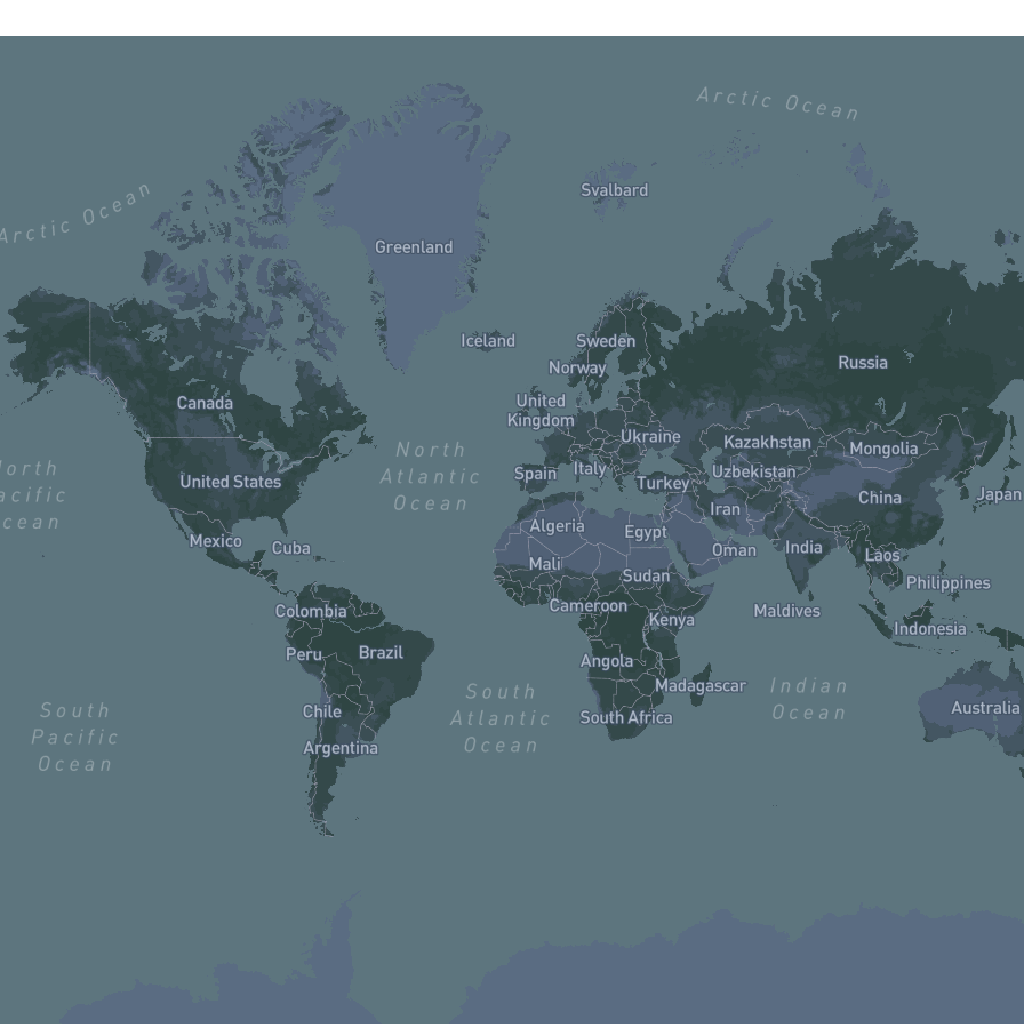 Arctic Ocean
Arctic Ocean
Svalbard
Greenland
Iceland
Sweden
Norway
Russia
Canada
United
Kingdom
Ukraine
Kazakhstan
Mongolia
North
Atlantic
Ocean
Spain
Italy
Uzbekistan
United States
Turkey
China
Japan
Iran
Algeria
Egypt
Mexico
Cuba
Oman
India
Laos
Mali
Sudan
Philippines
Colombia
Cameroon
Kenya
Maldives
Indonesia
Peru
Brazil
Angola
Madagascar
Indian
Ocean
South
Atlantic
Ocean
South
Pacific
Ocean
Chile
South Africa
Australia
Argentina